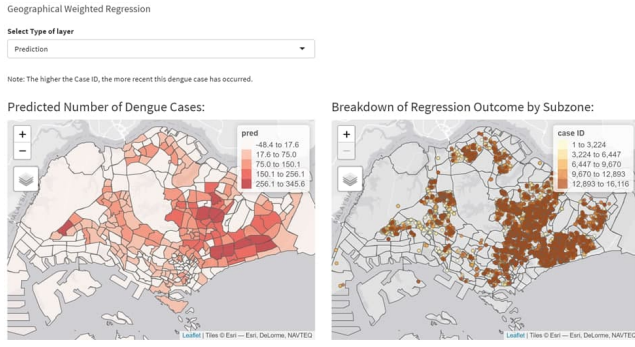 Geographical Weighted Regression
Select Type of layer
Prediction
Note: The higher the Case ID, the more recent this dengue case has occurred.
Predicted Number of Dengue Cases:
+
−
pred
-48.4 to 17.6
17.6 to 75.0
75.0 to 150.1
150.1 to 256.1
256.1 to 345.6
Leaflet | Tiles © Esri — Esri, DeLorme, NAVTEQ
Breakdown of Regression Outcome by Subzone:
+
−
case ID
1 to 3,224
3,224 to 6,447
6,447 to 9,670
9,670 to 12,893
12,893 to 16,116
Leaflet | Tiles © Esri — Esri, DeLorme, NAVTEQ